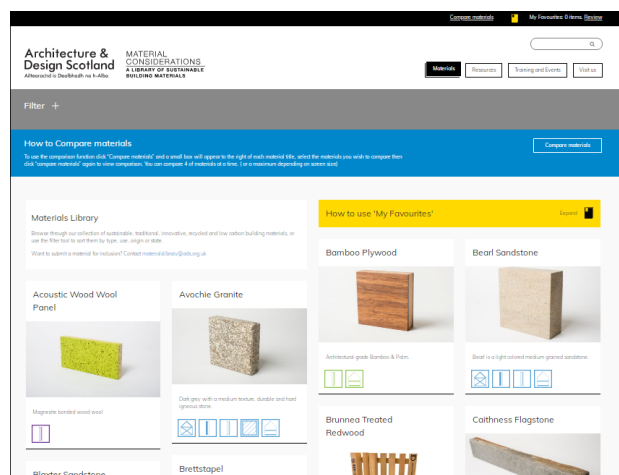 Compare materials
My Favourites: 0 items. Review
Architecture &
Design Scotland
Ailtearachd is Dealbhadh na h-Alba
MATERIAL
CONSIDERATIONS
A LIBRARY OF SUSTAINABLE
BUILDING MATERIALS
Materials
Resources
Training and Events
Visit us
Filter +
How to Compare materials
To use the comparison function click "Compare materials" and a small box will appear to the right of each material title, select the materials you wish to compare then
click "compare materials" again to view comparison. You can compare 4 of materials at a time. ( or a maximum depending on screen size)
Compare materials
Materials Library
Browse through our collection of sustainable, traditional, innovative, recycled and low carbon building materials, or
use the filter tool to sort them by type, use, origin or state.
Want to submit a material for inclusion? Contact materialslibrary@ads.org.uk
How to use 'My Favourites'
Expand
Acoustic Wood Wool
Panel
Magnesite bonded wood wool
Avochie Granite
Dark grey with a medium texture, durable and hard
igneous stone.
Bamboo Plywood
Architectural grade Bamboo & Palm.
Bearl Sandstone
Bearl is a light colored medium grained sandstone.
Blaxter Sandstone
Brettstapel
Brunnea Treated
Redwood
Caithness Flagstone